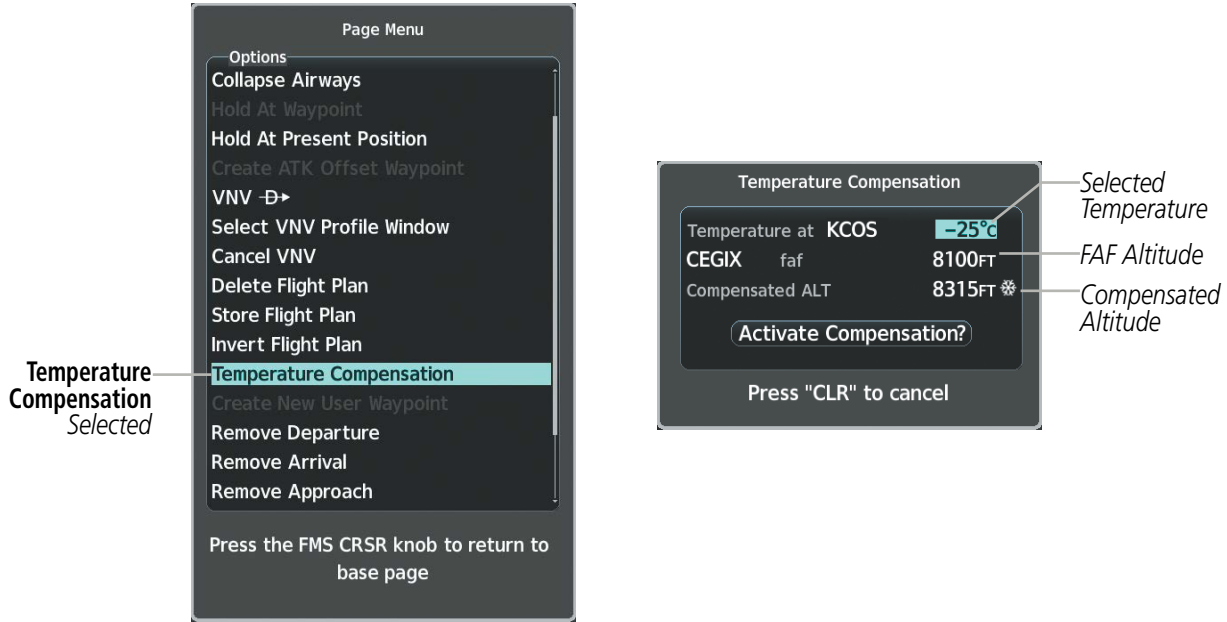 Page Menu
Options
Collapse Airways
Hold At Waypoint
Hold At Present Position
Create ATK Offset Waypoint
VNV D
Select VNV Profile Window
Cancel VNV
Delete Flight Plan
Store Flight Plan
Invert Flight Plan
Temperature Compensation
Create New User Waypoint
Remove Departure
Remove Arrival
Remove Approach
Press the FMS CRSR knob to return to
base page
Temperature
Compensation
Selected
Temperature Compensation
Temperature at KCOS -25°C
CEGIX faf 8100FT
Compensated ALT 8315FT ❄
Activate Compensation?
Press "CLR" to cancel
Selected
Temperature
FAF Altitude
Compensated
Altitude